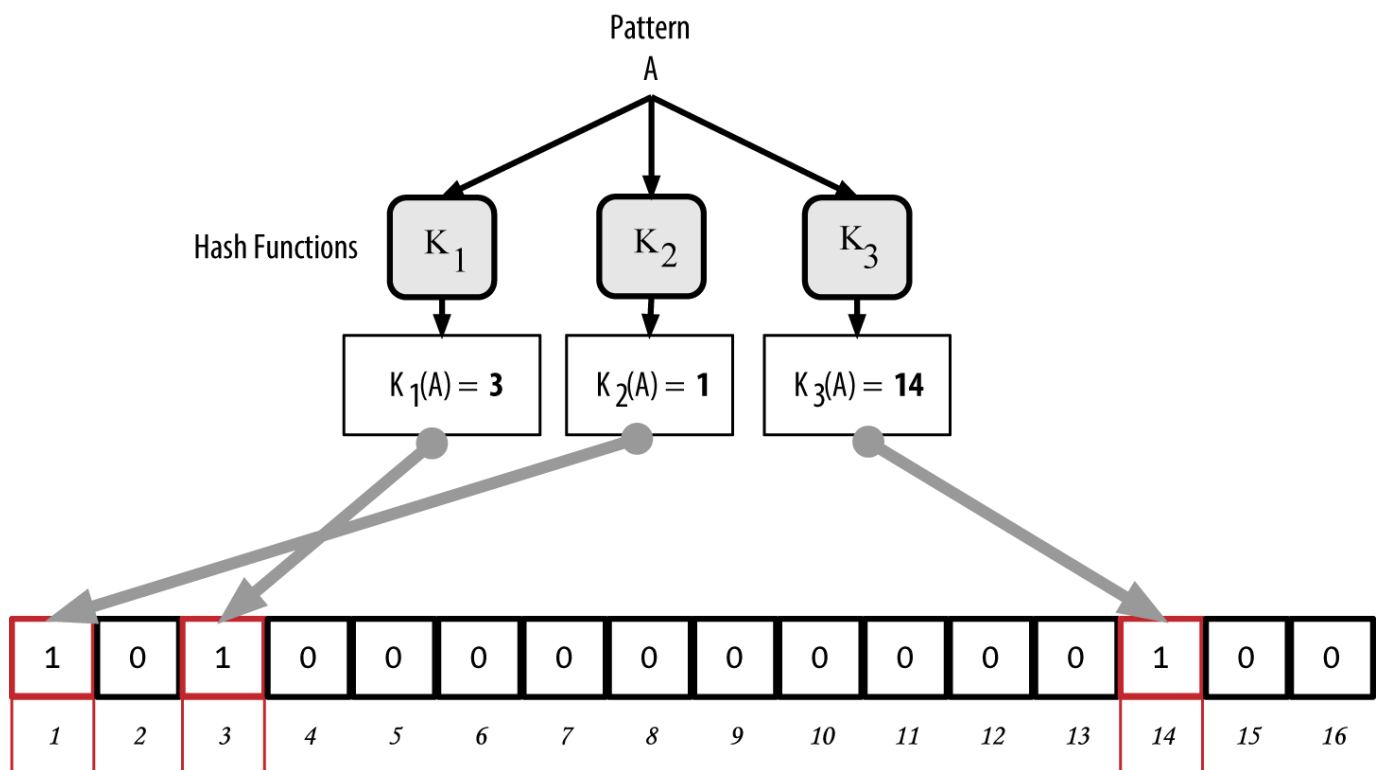 Pattern
A
Hash Functions
K1
K2
K3
K1(A) = 3
K2(A) = 1
K3(A) = 14
1 0 1 0 0 0 0 0 0 0 0 0 0 1 0 0
1 2 3 4 5 6 7 8 9 10 11 12 13 14 15 16